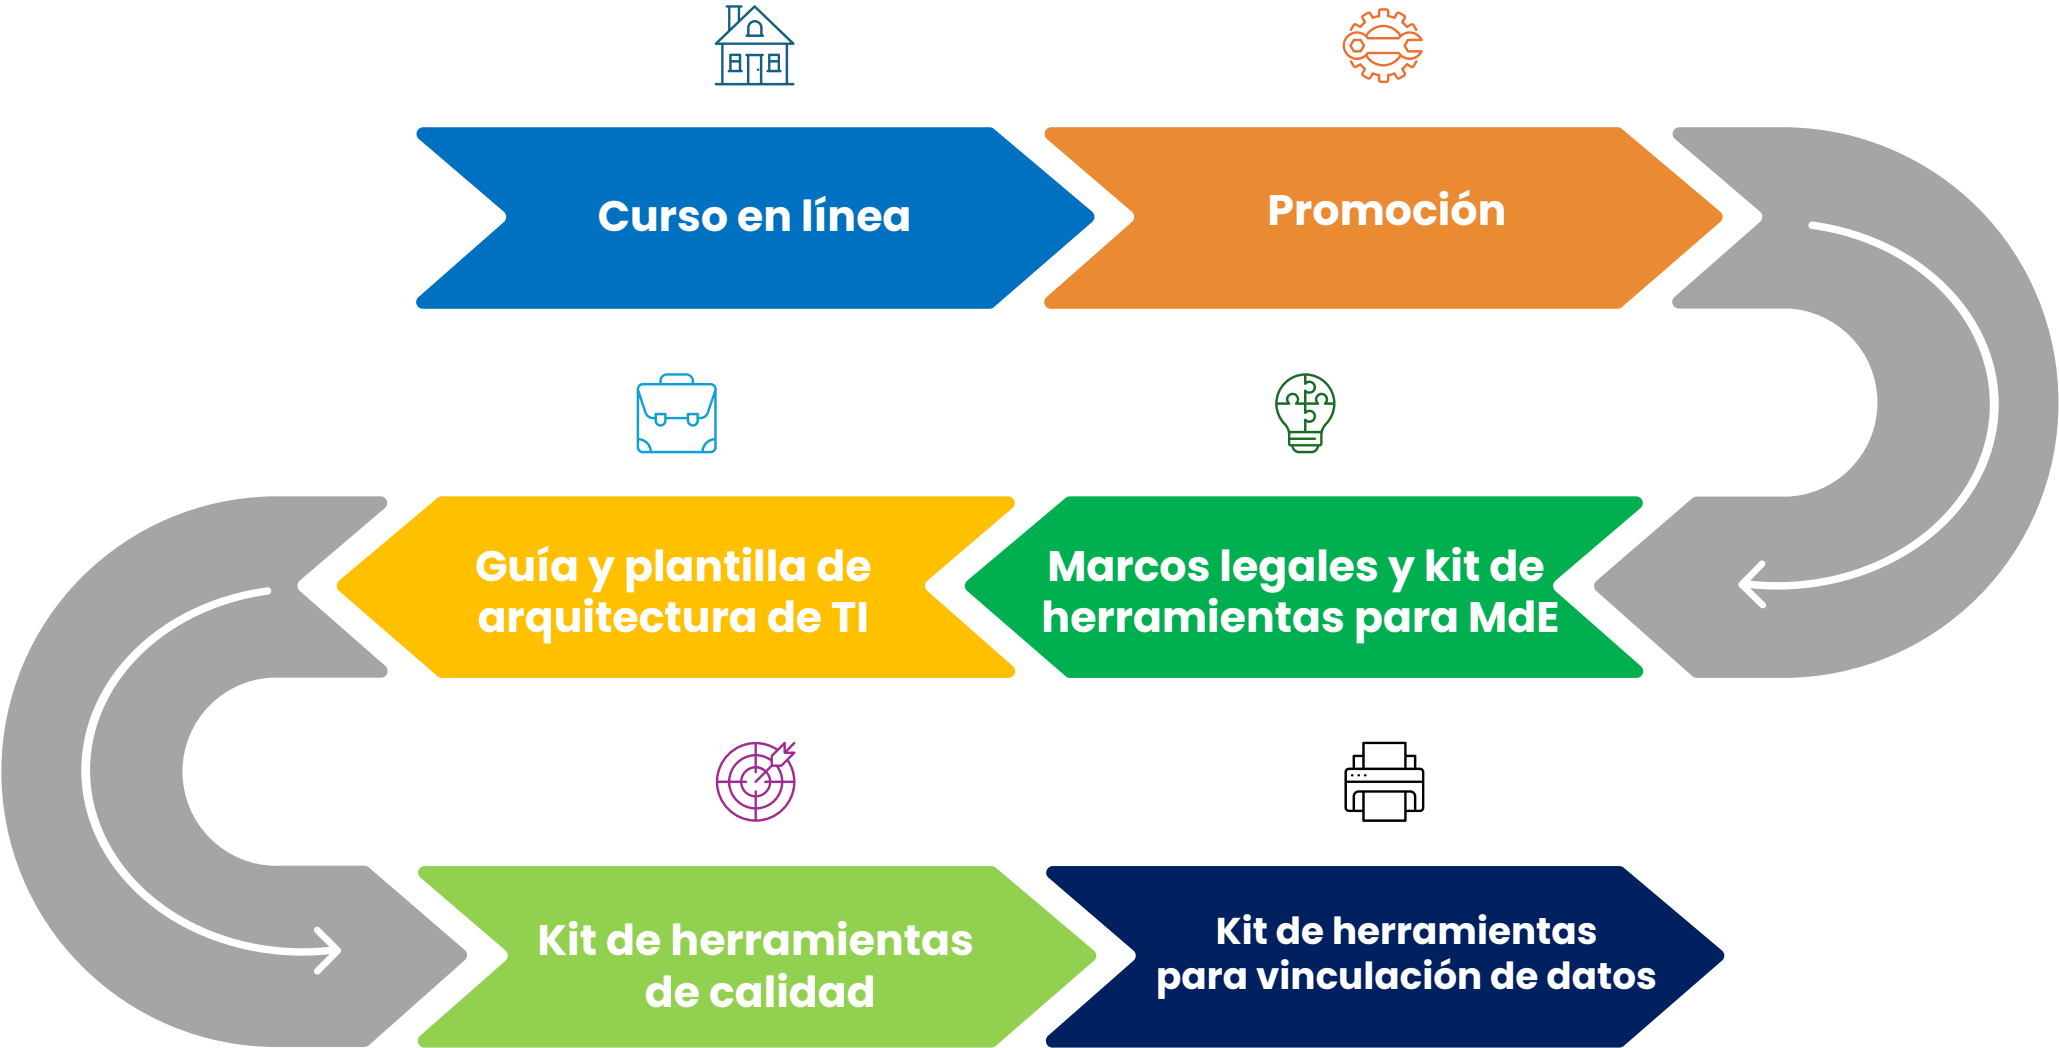 Curso en línea
Promoción
Marcos legales y kit de
herramientas para MdE
Guía y plantilla de
arquitectura de TI
Kit de herramientas
de calidad
Kit de herramientas
para vinculación de datos